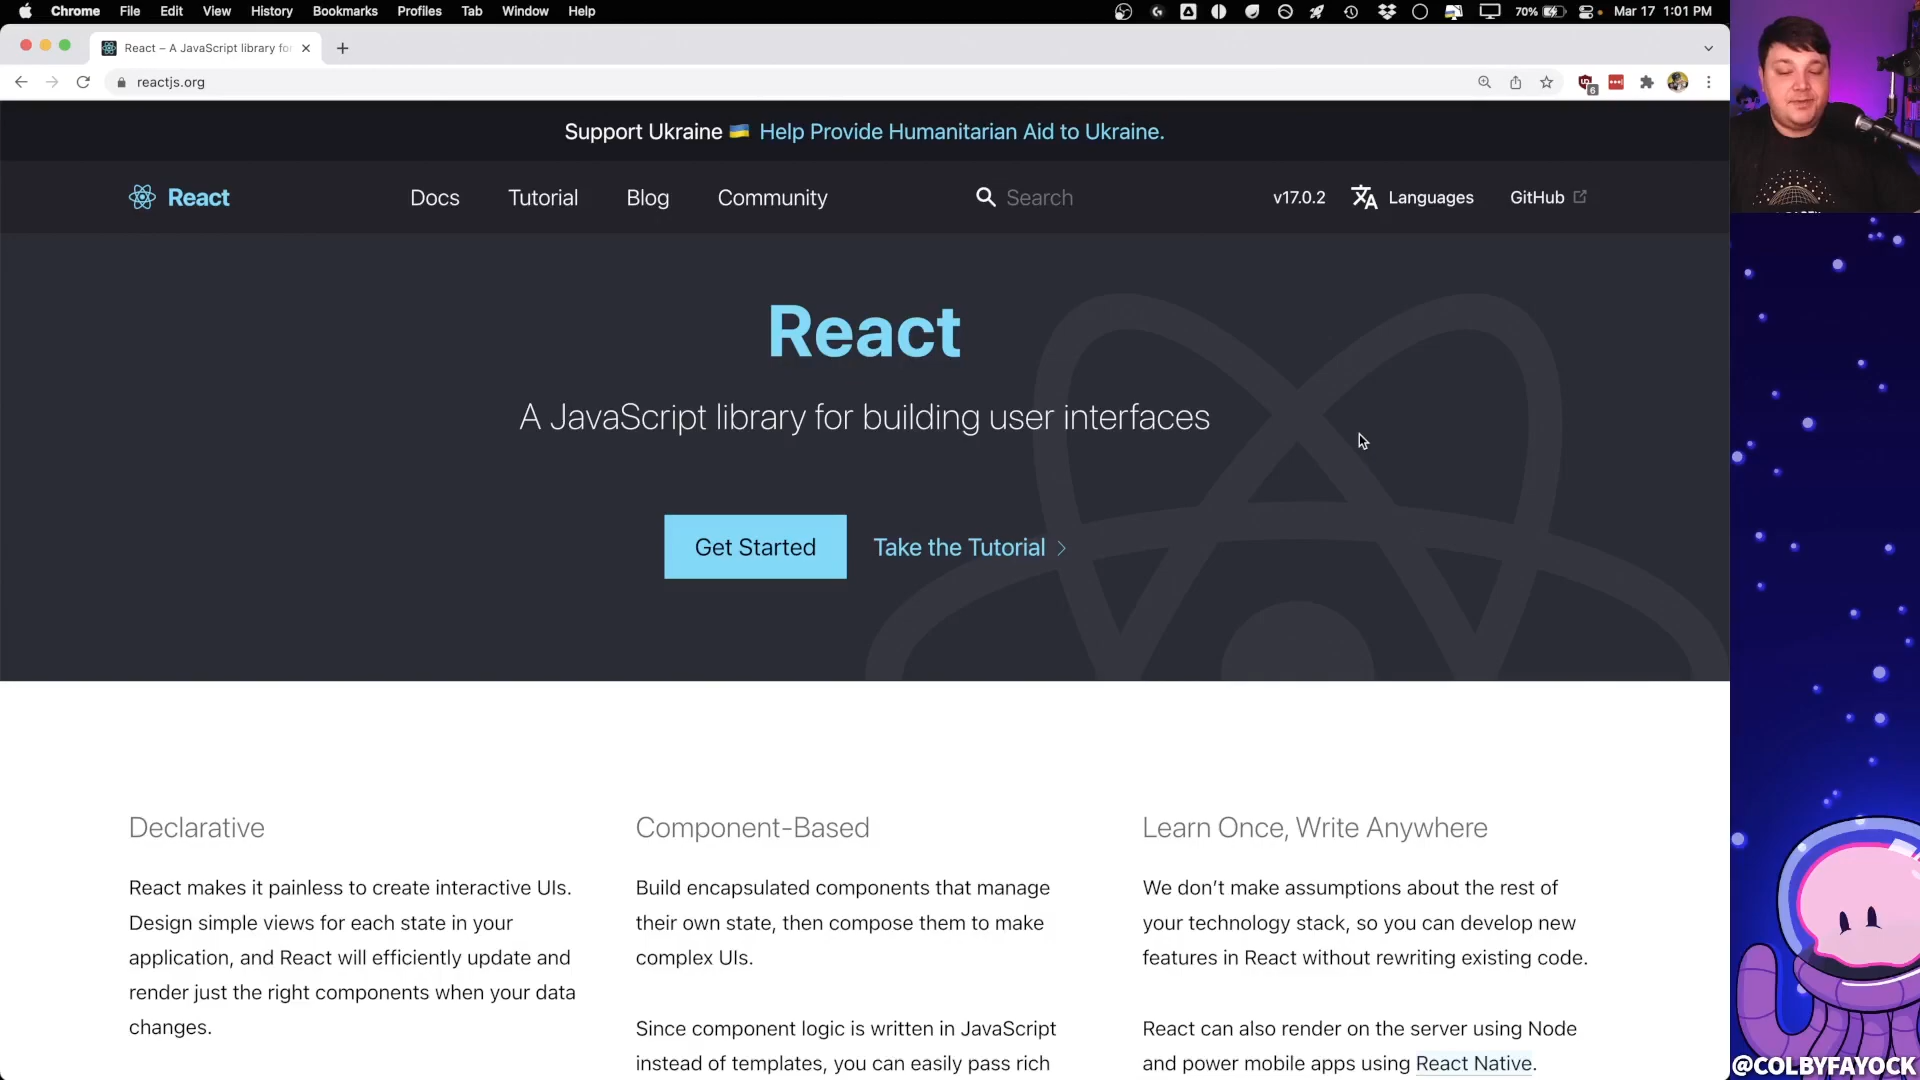 Chrome File Edit View History Bookmarks Profiles Tab Window Help
70% Mar 17 1:01 PM
React – A JavaScript library for
reactjs.org
6
Support Ukraine 🇺🇦 Help Provide Humanitarian Aid to Ukraine.
React Docs Tutorial Blog Community Search v17.0.2 Languages GitHub
React
A JavaScript library for building user interfaces
Get Started Take the Tutorial
Declarative
React makes it painless to create interactive UIs.
Design simple views for each state in your
application, and React will efficiently update and
render just the right components when your data
changes.
Component-Based
Build encapsulated components that manage
their own state, then compose them to make
complex UIs.
Since component logic is written in JavaScript
instead of templates, you can easily pass rich
Learn Once, Write Anywhere
We don’t make assumptions about the rest of
your technology stack, so you can develop new
features in React without rewriting existing code.
React can also render on the server using Node
and power mobile apps using React Native.
@COLBYFAYOCK